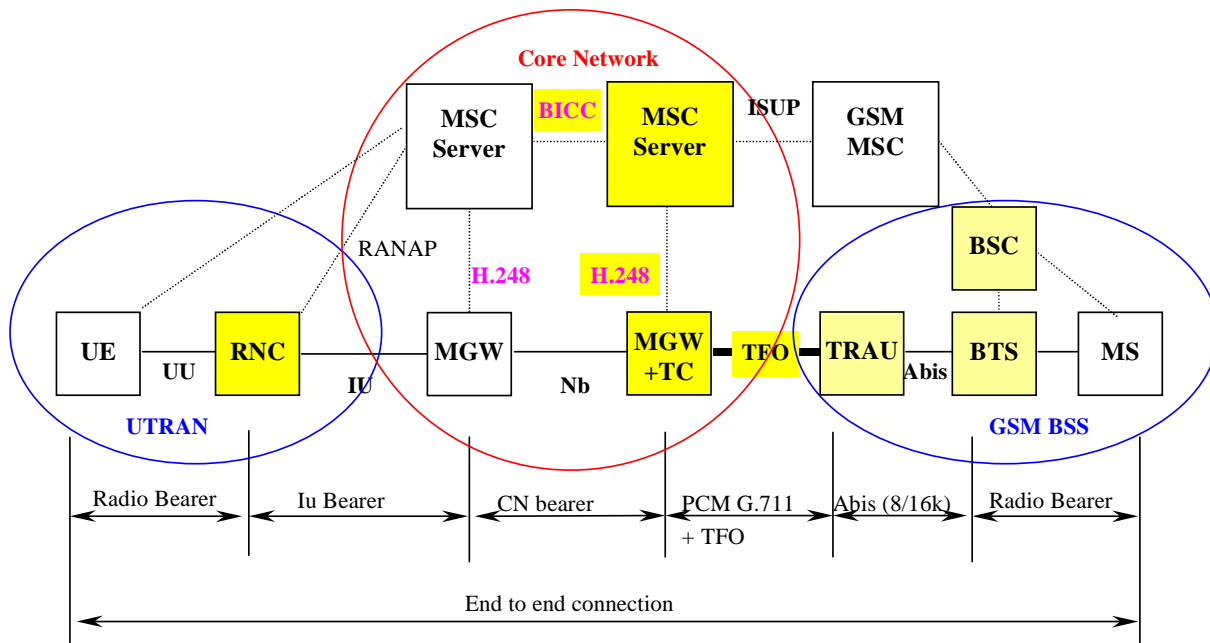 Core Network
MSC
Server
BICC
MSC
Server
ISUP
GSM
MSC
RANAP
H.248
H.248
BSC
UE
UU
RNC
IU
MGW
Nb
MGW
+TC
TFO
TRAU
Abis
BTS
MS
UTRAN
GSM BSS
Radio Bearer
Iu Bearer
CN bearer
PCM G.711
+ TFO
Abis (8/16k)
Radio Bearer
End to end connection